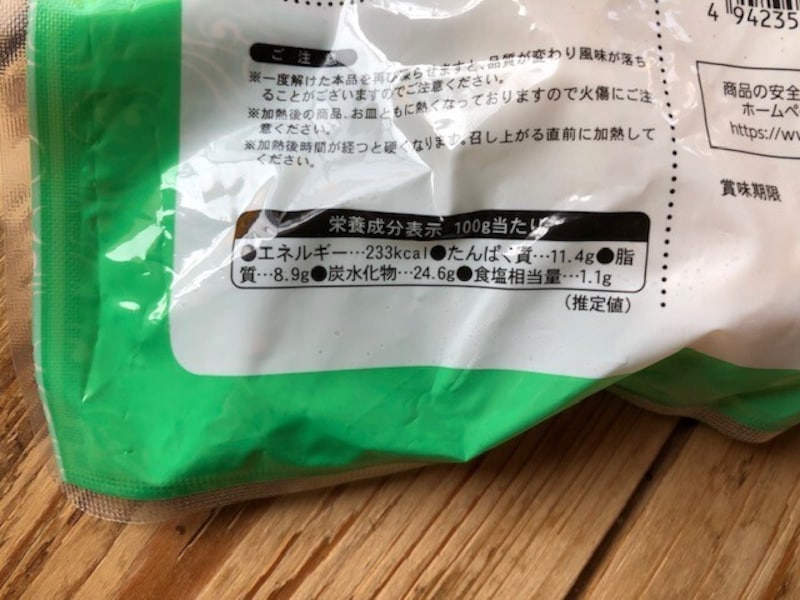 ご注意
※一度解けた本品を再び凍らせますと、品質が変わり風味が落ち
ることがございますのでご注意ください。
※加熱後の商品、お皿ともに熱くなっておりますので火傷にご注
意ください。
※加熱後時間が経つと硬くなります。召し上がる直前に加熱して
ください。
栄養成分表示 100g当たり
●エネルギー…233kcal●たんぱく質…11.4g●脂
質…8.9g●炭水化物…24.6g●食塩相当量…1.1g
(推定値)
4 94235
商品の安全
ホームペ
https://ww
賞味期限